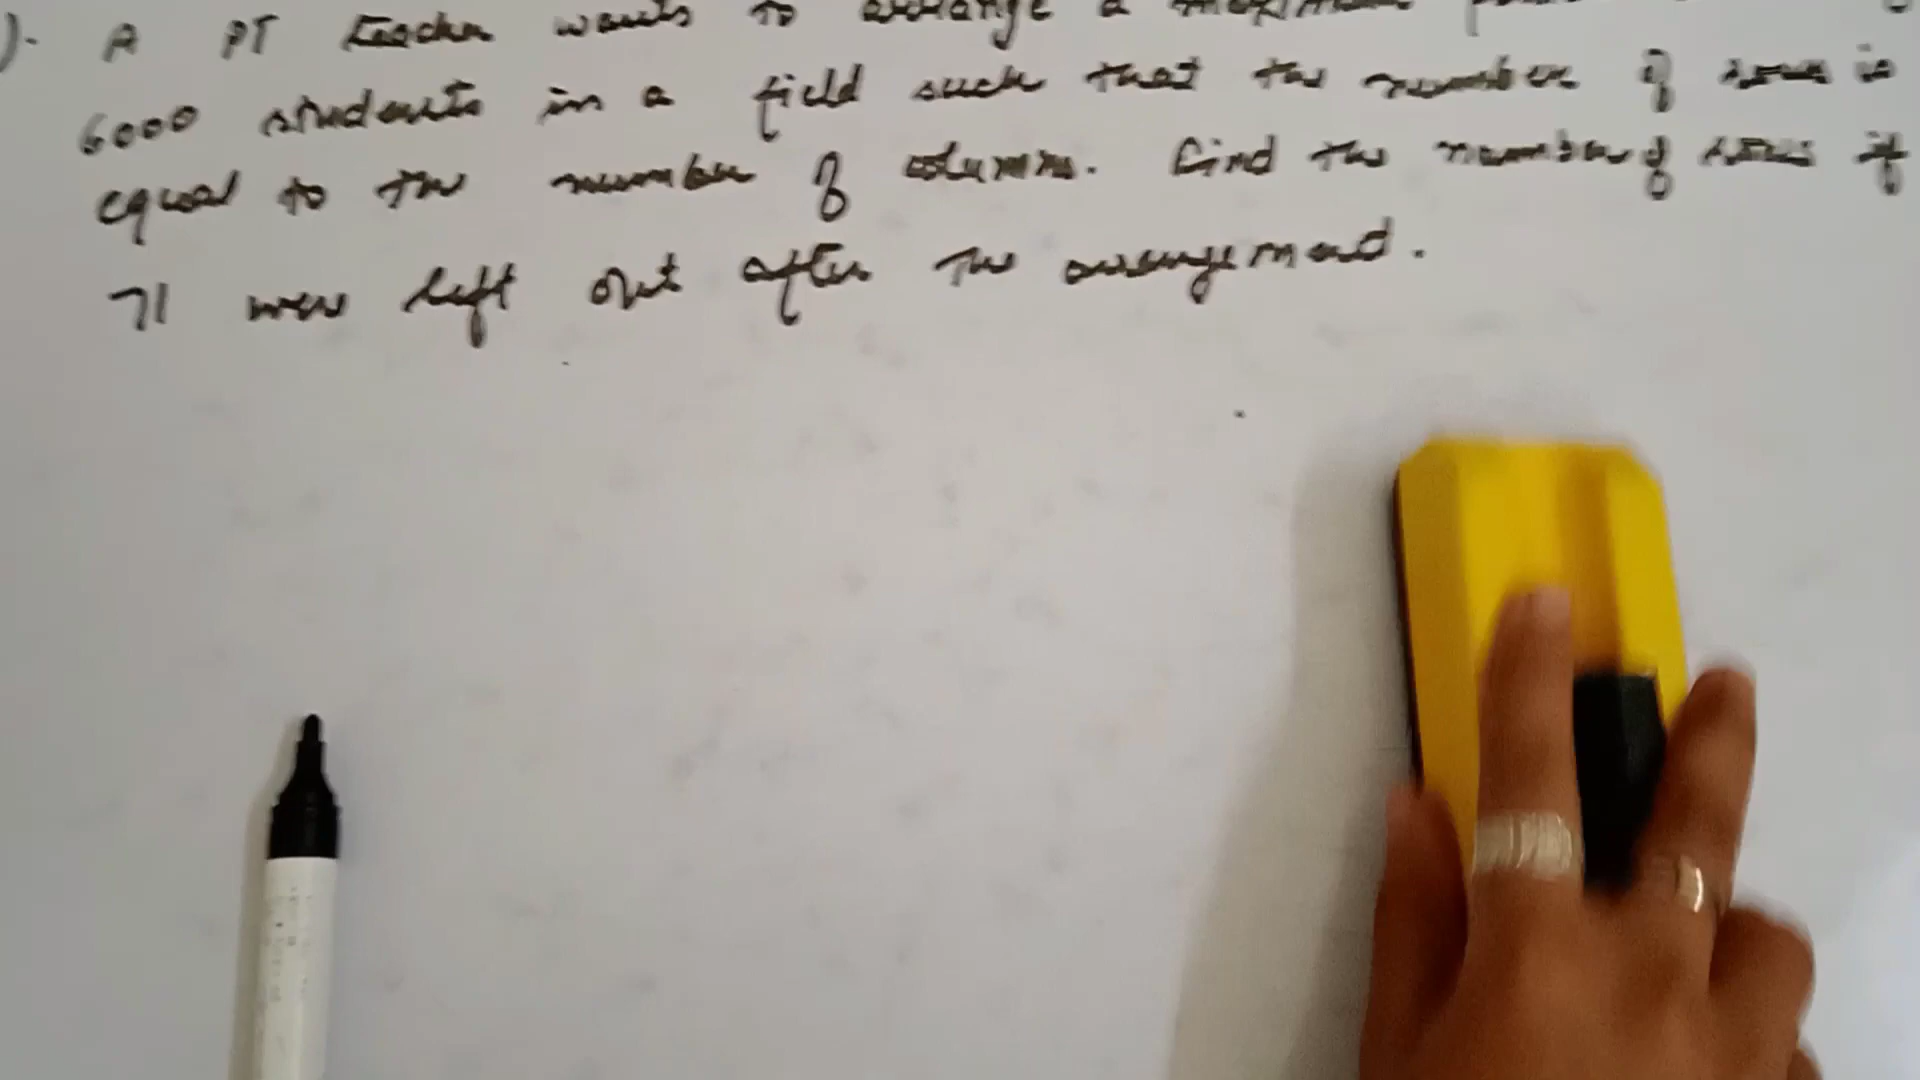 ). A PT teacher wants to arrange a maximum
6000 students in a field such that the number of rows is
equal to the number of columns. find the number of rows if
71 were left out after the arrangement.